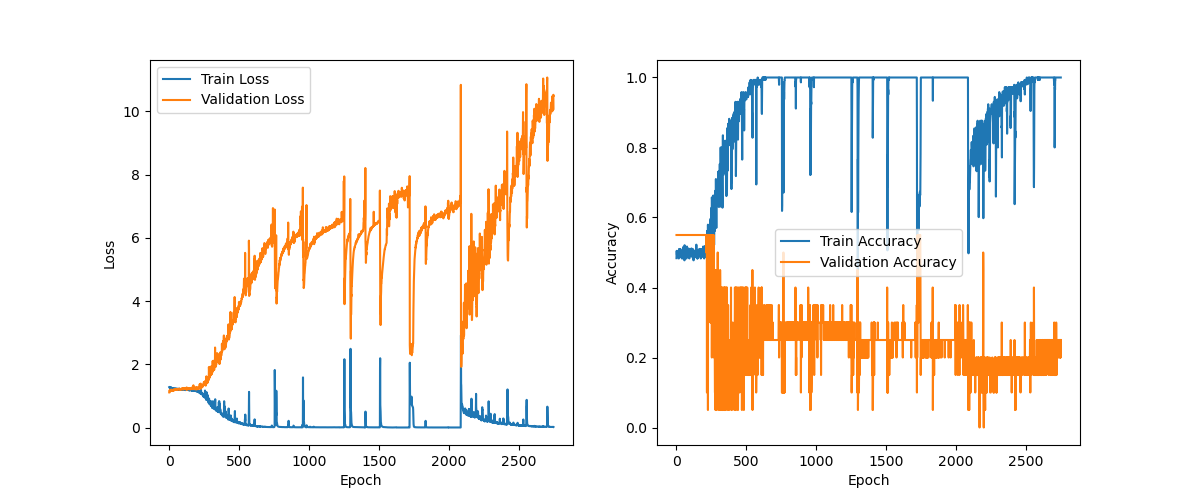 Train Loss
Validation Loss
10
8
6
4
2
0
Loss
0 500 1000 1500 2000 2500
Epoch
1.0
0.8
0.6
0.4
0.2
0.0
Accuracy
Train Accuracy
Validation Accuracy
0 500 1000 1500 2000 2500
Epoch